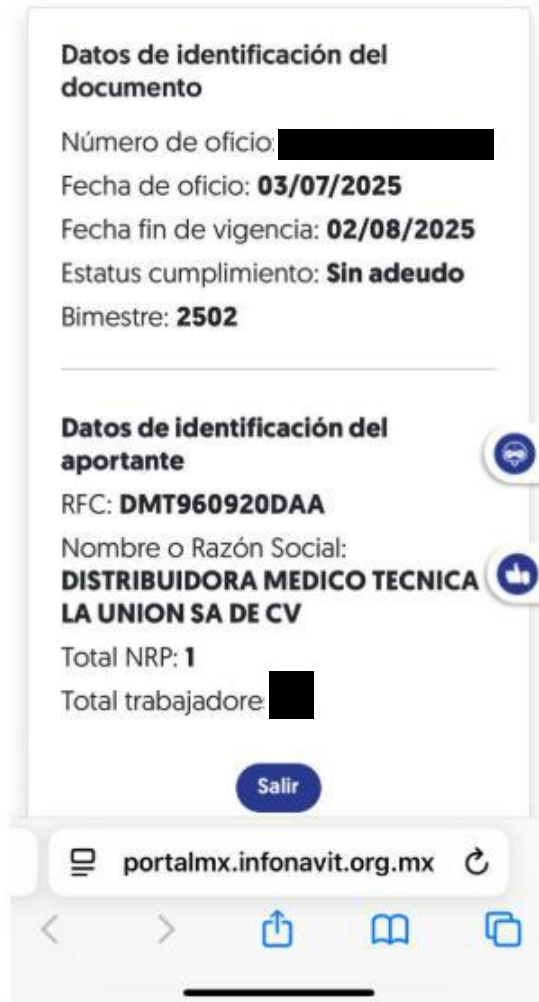 Datos de identificación del
documento
Número de oficio:
Fecha de oficio: 03/07/2025
Fecha fin de vigencia: 02/08/2025
Estatus cumplimiento: Sin adeudo
Bimestre: 2502
Datos de identificación del
aportante
RFC: DMT960920DAA
Nombre o Razón Social:
DISTRIBUIDORA MEDICO TECNICA
LA UNION SA DE CV
Total NRP: 1
Total trabajadore
Salir
portalmx.infonavit.org.mx